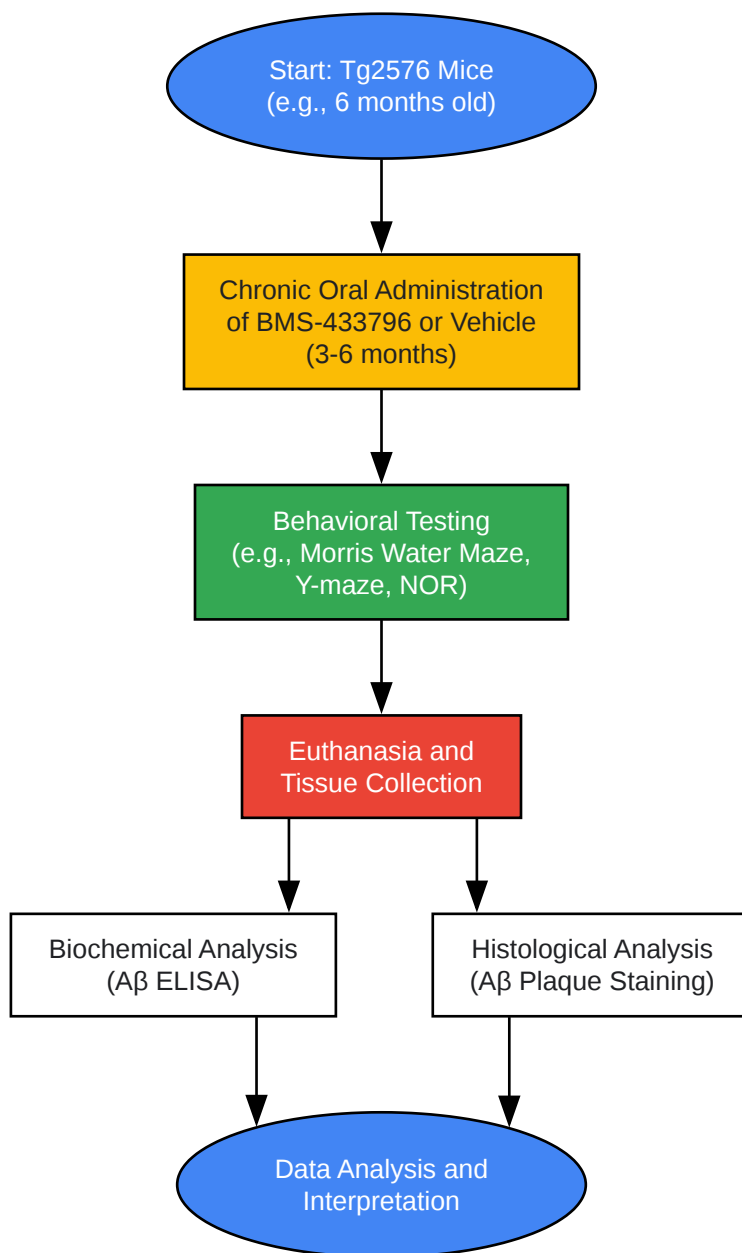 Start: Tg2576 Mice
(e.g., 6 months old)
Chronic Oral Administration
of BMS-433796 or Vehicle
(3-6 months)
Behavioral Testing
(e.g., Morris Water Maze,
Y-maze, NOR)
Euthanasia and
Tissue Collection
Biochemical Analysis
(Aβ ELISA)
Histological Analysis
(Aβ Plaque Staining)
Data Analysis and
Interpretation